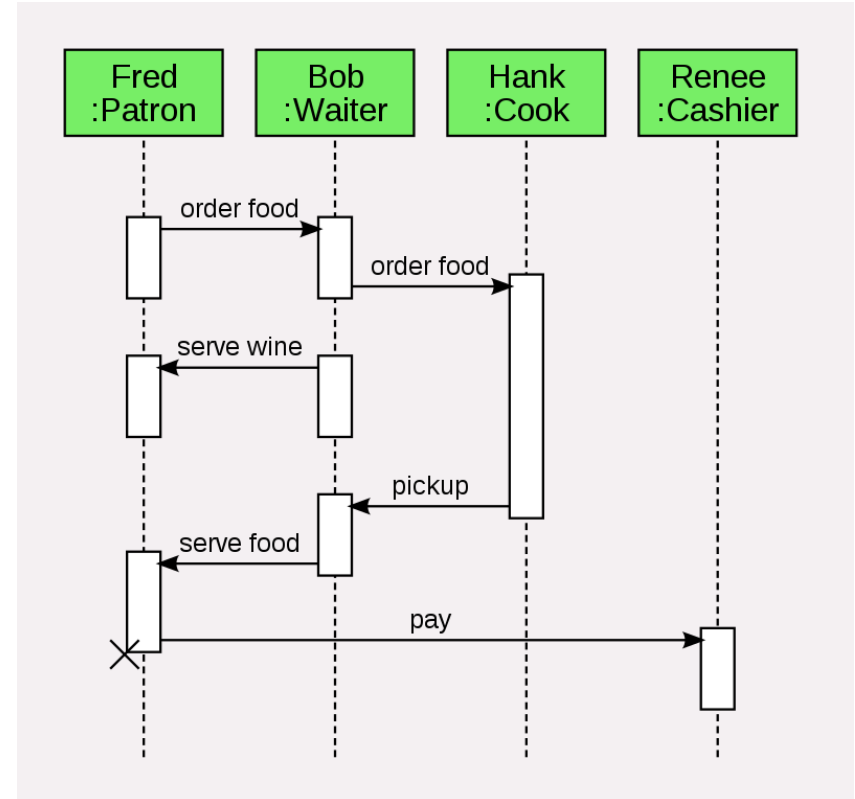 Fred
:Patron
Bob
:Waiter
Hank
:Cook
Renee
:Cashier
order food
order food
serve wine
pickup
serve food
pay